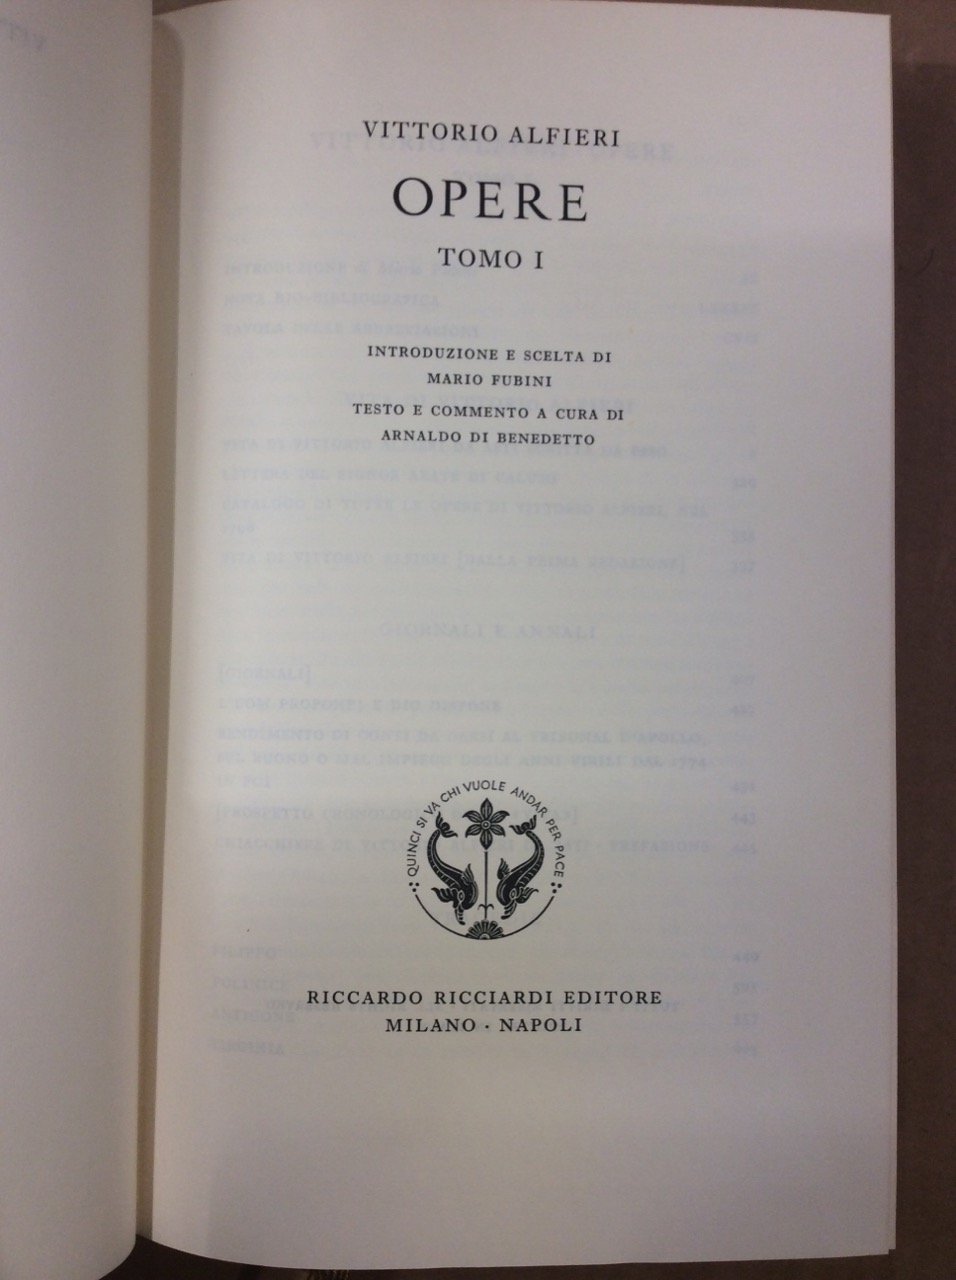 VITTORIO ALFIERI
OPERE
TOMO I
INTRODUZIONE E SCELTA DI
MARIO FUBINI
TESTO E COMMENTO A CURA DI
ARNALDO DI BENEDETTO
QUINCI SI VA CHI VUOLE ANDAR PER PACE
RICCARDO RICCIARDI EDITORE
MILANO · NAPOLI